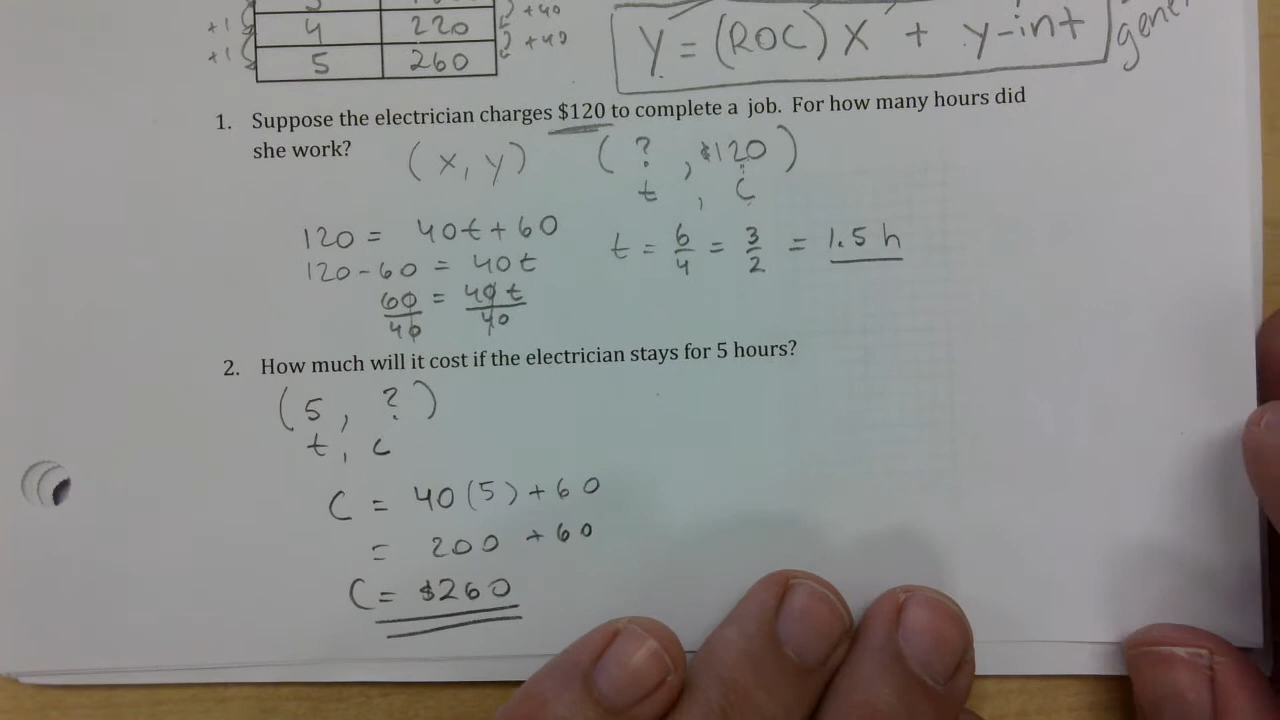 +1 4 220 +40
+1 5 260 +40
Y = (ROC) X + y-int
1. Suppose the electrician charges $120 to complete a job. For how many hours did
she work?
(x, y) (?, $120)
t, C
120 = 40t + 60
120 - 60 = 40t
60/40 = 40t/40
t = 6/4 = 3/2 = 1.5 h
2. How much will it cost if the electrician stays for 5 hours?
(5, ?)
t, c
C = 40(5) + 60
= 200 + 60
C = $260